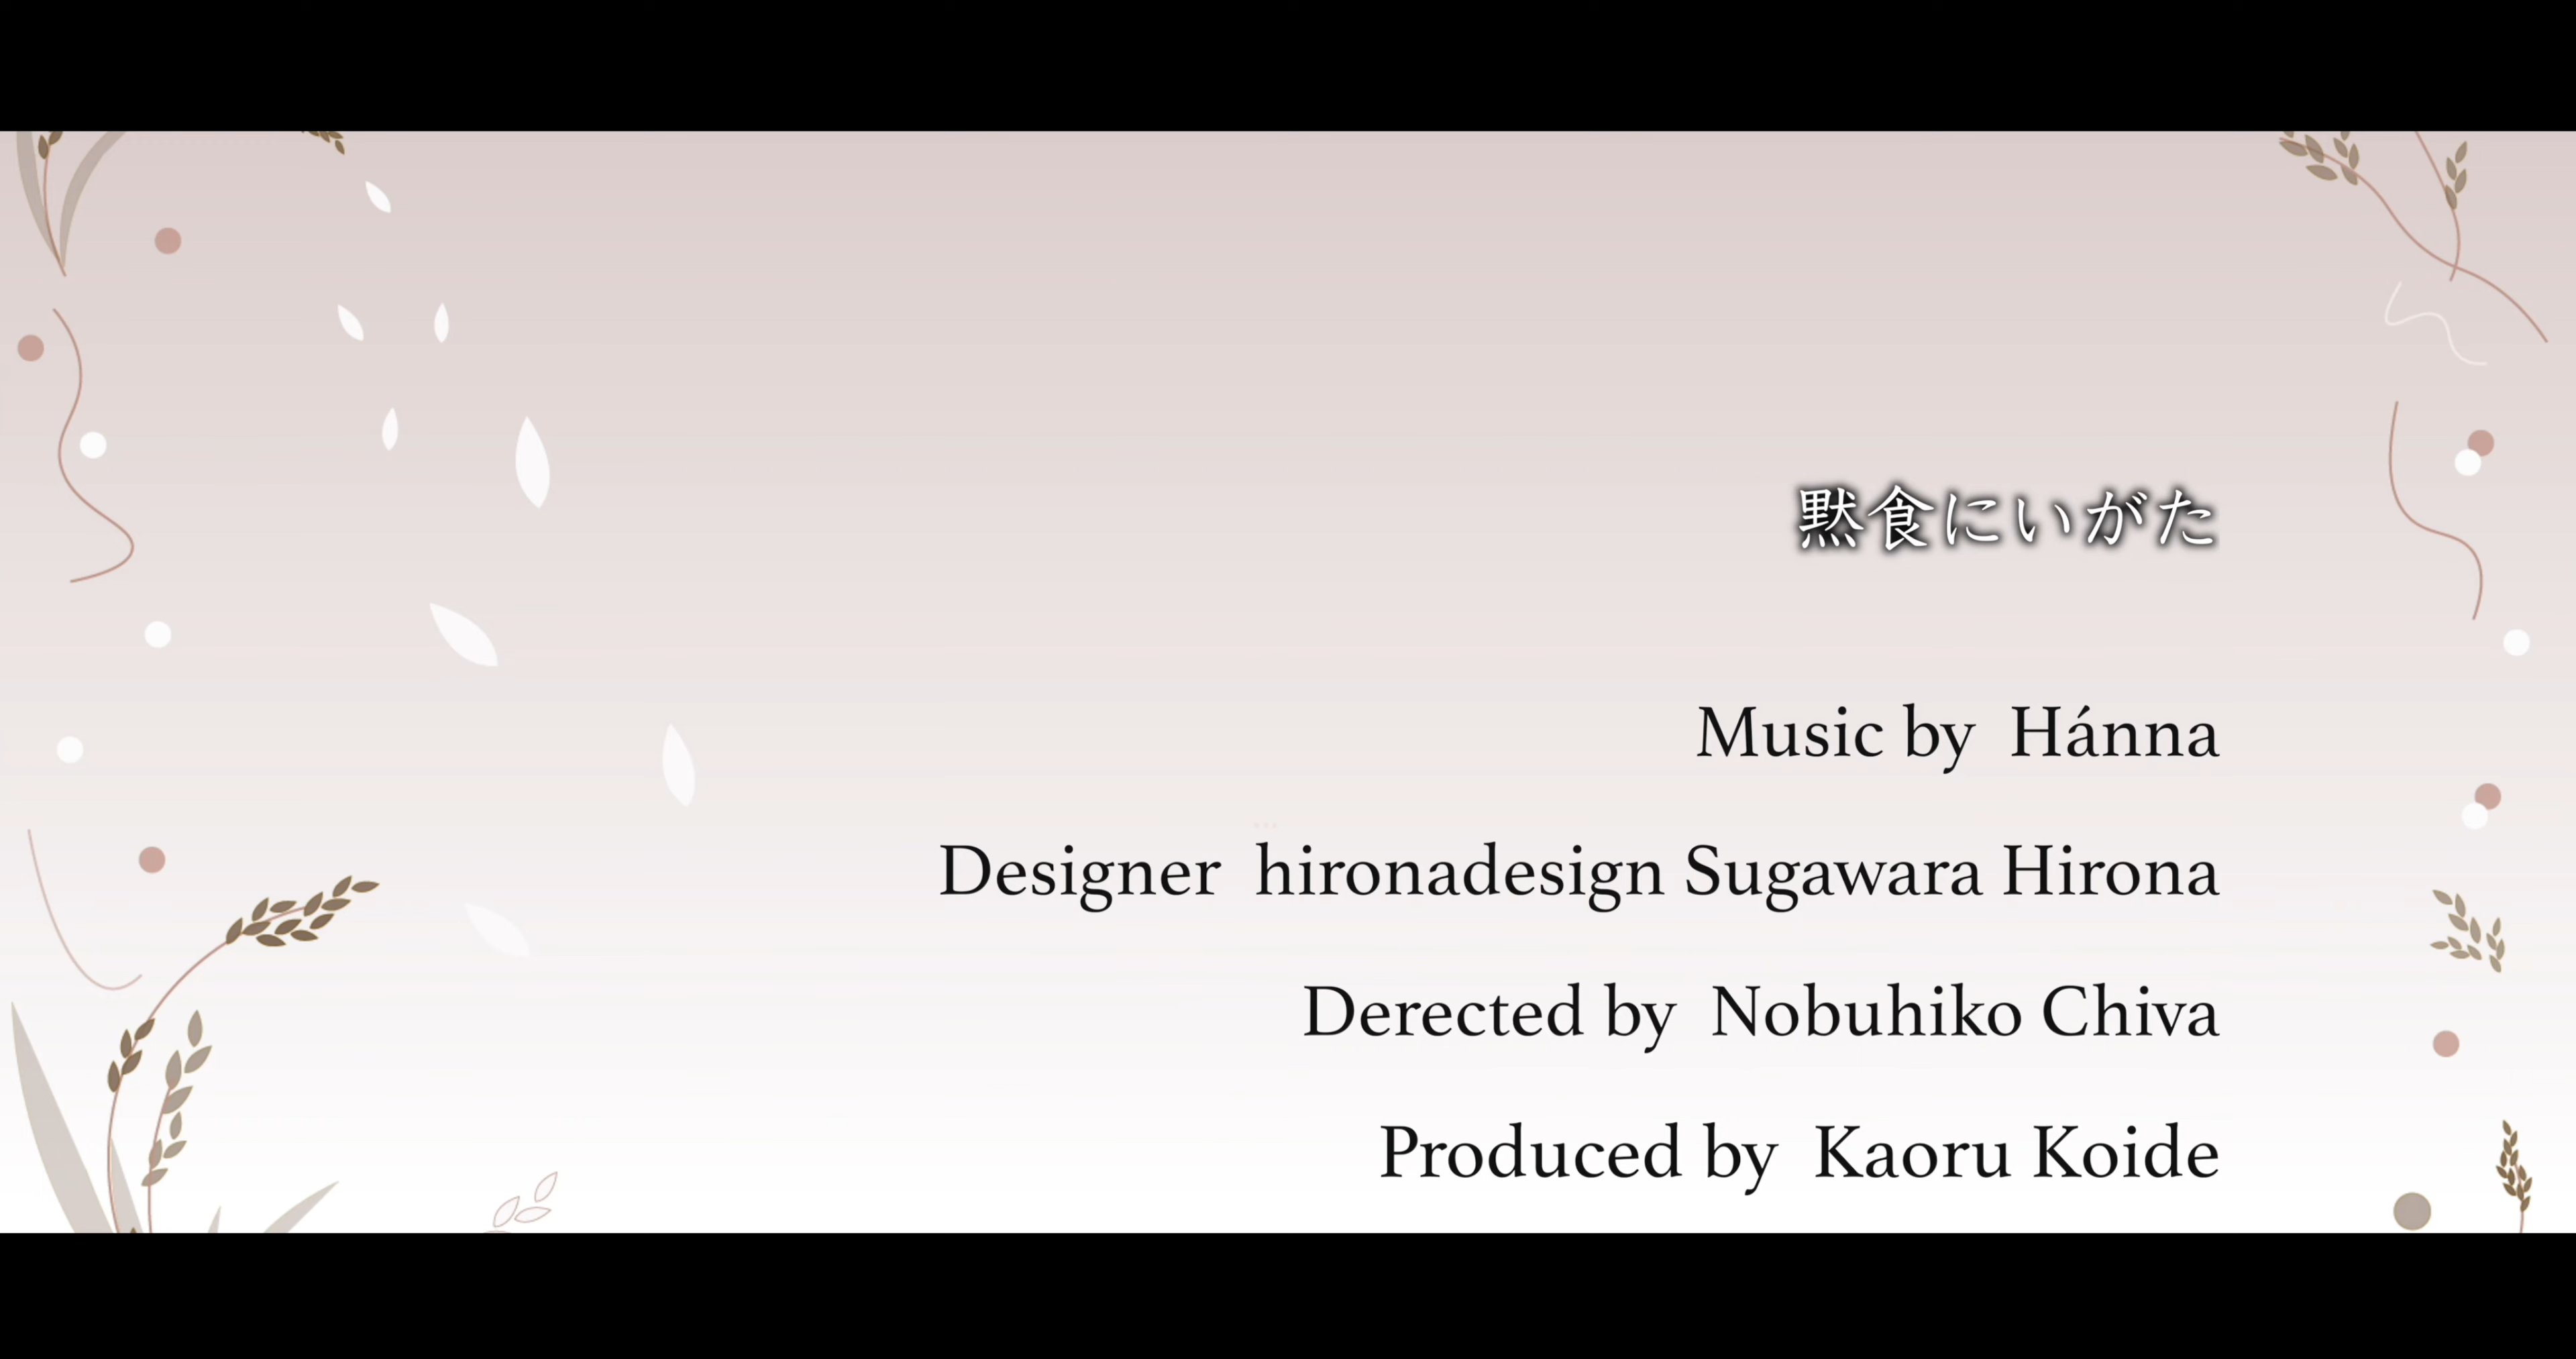 黙食にいがた
Music by Hánna
Designer hironadesign Sugawara Hirona
Derected by Nobuhiko Chiva
Produced by Kaoru Koide